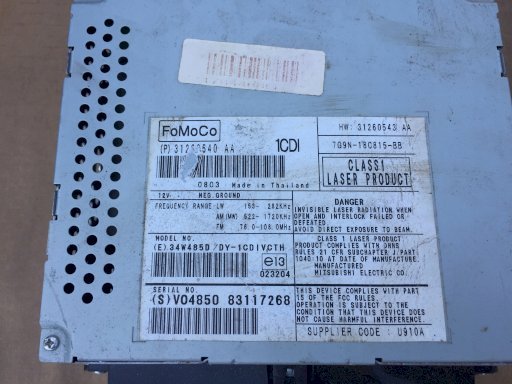 FoMoCo
1CDI
HW: 31260543 AA
(P) 31260640 AA
7G9N-18C815-BB
CLASS1
LASER PRODUCT
0803 Made in Thailand
12V NEG.GROUND
FREQUENCY RANGE:LW 153- 282KHz
AM(MW) 522- 1720KHz
FM 76.0-108.0MHz
DANGER
INVISIBLE LASER RADIATION WHEN
OPEN AND INTERLOCK FAILED OR
DEFEATED
AVOID DIRECT EXPOSURE TO BEAM.
MODEL NO.
(E)34W485D/DY-1CDIVCTH
e13
023204
CLASS 1 LASER PRODUCT
PRODUCT COMPLIES WITH DHHS
RULES 21 CFR SUBCHAPTER J,PART
1040.10 AT DATE OF MANUFACTURE.
MANUFACTURED
MITSUBISHI ELECTRIC CO.
SERIAL NO.
(S)V04850 83117268
THIS DEVICE COMPLIES WITH PART
15 OF THE FCC RULES.
OPERATION IS SUBJECT TO THE
CONDITION THAT THIS DEVICE DOES
NOT CAUSE HARMFUL INTERFERENCE.
SUPPLIER CODE : U910A